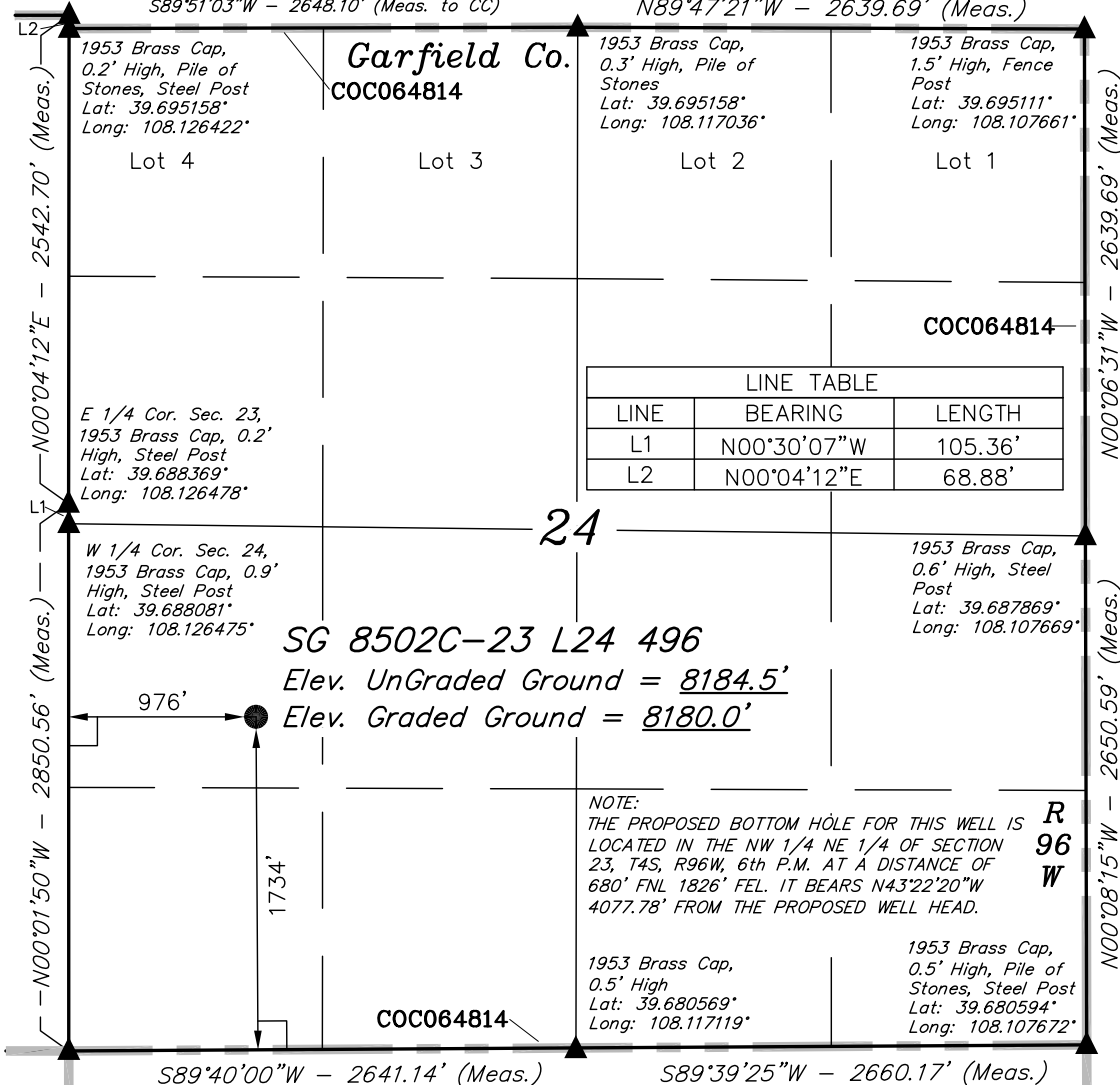 S89°51'03"W - 2648.10' (Meas. to CC)
N89°47'21"W - 2639.69' (Meas.)
L2
1953 Brass Cap,
0.2' High, Pile of
Stones, Steel Post
Lat: 39.695158°
Long: 108.126422°
Garfield Co.
COC064814
1953 Brass Cap,
0.3' High, Pile of
Stones
Lat: 39.695158°
Long: 108.117036°
1953 Brass Cap,
1.5' High, Fence
Post
Lat: 39.695111°
Long: 108.107661°
Lot 4
Lot 3
Lot 2
Lot 1
N00°04'12"E - 2542.70' (Meas.)
N00°06'31"W - 2639.69' (Meas.)
COC064814
LINE TABLE
LINE BEARING LENGTH
L1 N00°30'07"W 105.36'
L2 N00°04'12"E 68.88'
E 1/4 Cor. Sec. 23,
1953 Brass Cap, 0.2'
High, Steel Post
Lat: 39.688369°
Long: 108.126478°
L1
24
W 1/4 Cor. Sec. 24,
1953 Brass Cap, 0.9'
High, Steel Post
Lat: 39.688081°
Long: 108.126475°
1953 Brass Cap,
0.6' High, Steel
Post
Lat: 39.687869°
Long: 108.107669°
SG 8502C-23 L24 496
Elev. UnGraded Ground = 8184.5'
Elev. Graded Ground = 8180.0'
976'
1734'
N00°01'50"W - 2850.56' (Meas.)
N00°08'15"W - 2650.59' (Meas.)
NOTE:
THE PROPOSED BOTTOM HOLE FOR THIS WELL IS
LOCATED IN THE NW 1/4 NE 1/4 OF SECTION
23, T4S, R96W, 6th P.M. AT A DISTANCE OF
680' FNL 1826' FEL. IT BEARS N43°22'20"W
4077.78' FROM THE PROPOSED WELL HEAD.
R
96
W
1953 Brass Cap,
0.5' High
Lat: 39.680569°
Long: 108.117119°
1953 Brass Cap,
0.5' High, Pile of
Stones, Steel Post
Lat: 39.680594°
Long: 108.107672°
COC064814
S89°40'00"W - 2641.14' (Meas.)
S89°39'25"W - 2660.17' (Meas.)